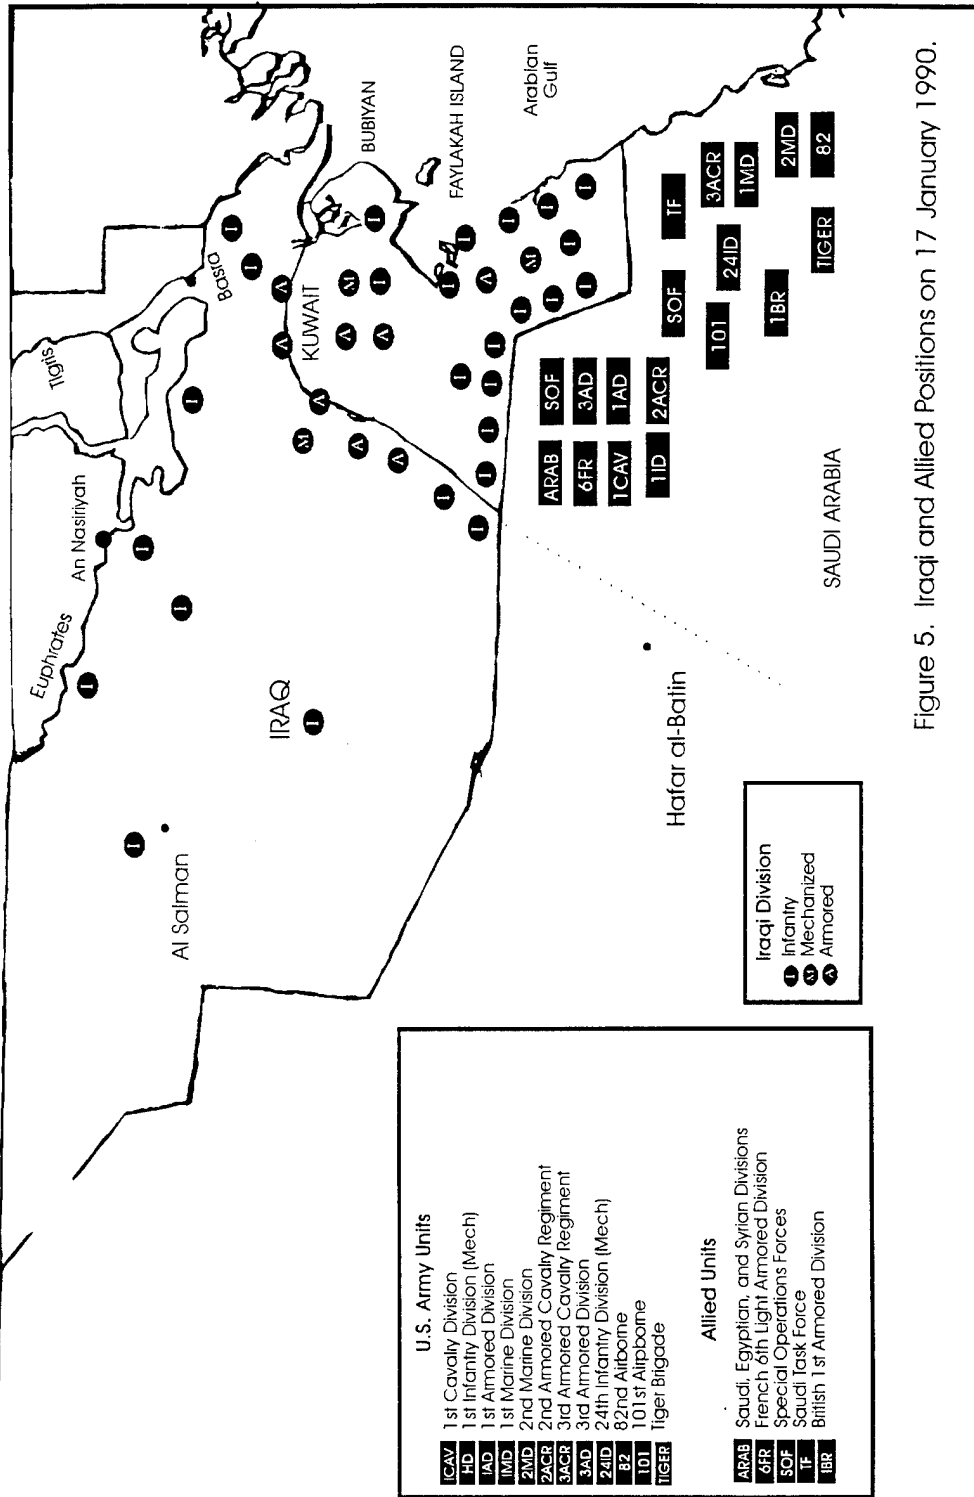 Tigris
Basra
An Nasiriyah
Euphrates
BUBIYAN
FAYLAKAH ISLAND
Arabian
Gulf
KUWAIT
IRAQ
Al Salman
I
I
I
I
I
I
I
A
A
A
M
A
A
I
I
M
A
I
A
I
I
I
A
M
I
I
I
I
I
I
I
I
I
I
I
I
I
ARAB
SOF
6FR
3AD
1CAV
1AD
1ID
2ACR
TF
SOF
3ACR
1MD
24ID
101
2MD
82
1BR
TIGER
Hafar al-Batin
SAUDI ARABIA
U.S. Army Units
ICAV 1st Cavalry Division
HD 1st Infantry Division (Mech)
IAD 1st Armored Division
IMD 1st Marine Division
2MD 2nd Marine Division
2ACR 2nd Armored Cavalry Regiment
3ACR 3rd Armored Cavalry Regiment
3AD 3rd Armored Division
24ID 24th Infantry Division (Mech)
82 82nd Airborne
101 101st Airpborne
TIGER Tiger Brigade
Allied Units
ARAB Saudi, Egyptian, and Syrian Divisions
6FR French 6th Light Armored Division
SOF Special Operations Forces
TF Saudi Task Force
IBR British 1st Armored Division
Iraqi Division
I Infantry
M Mechanized
A Armored
Figure 5. Iraqi and Allied Positions on 17 January 1990.